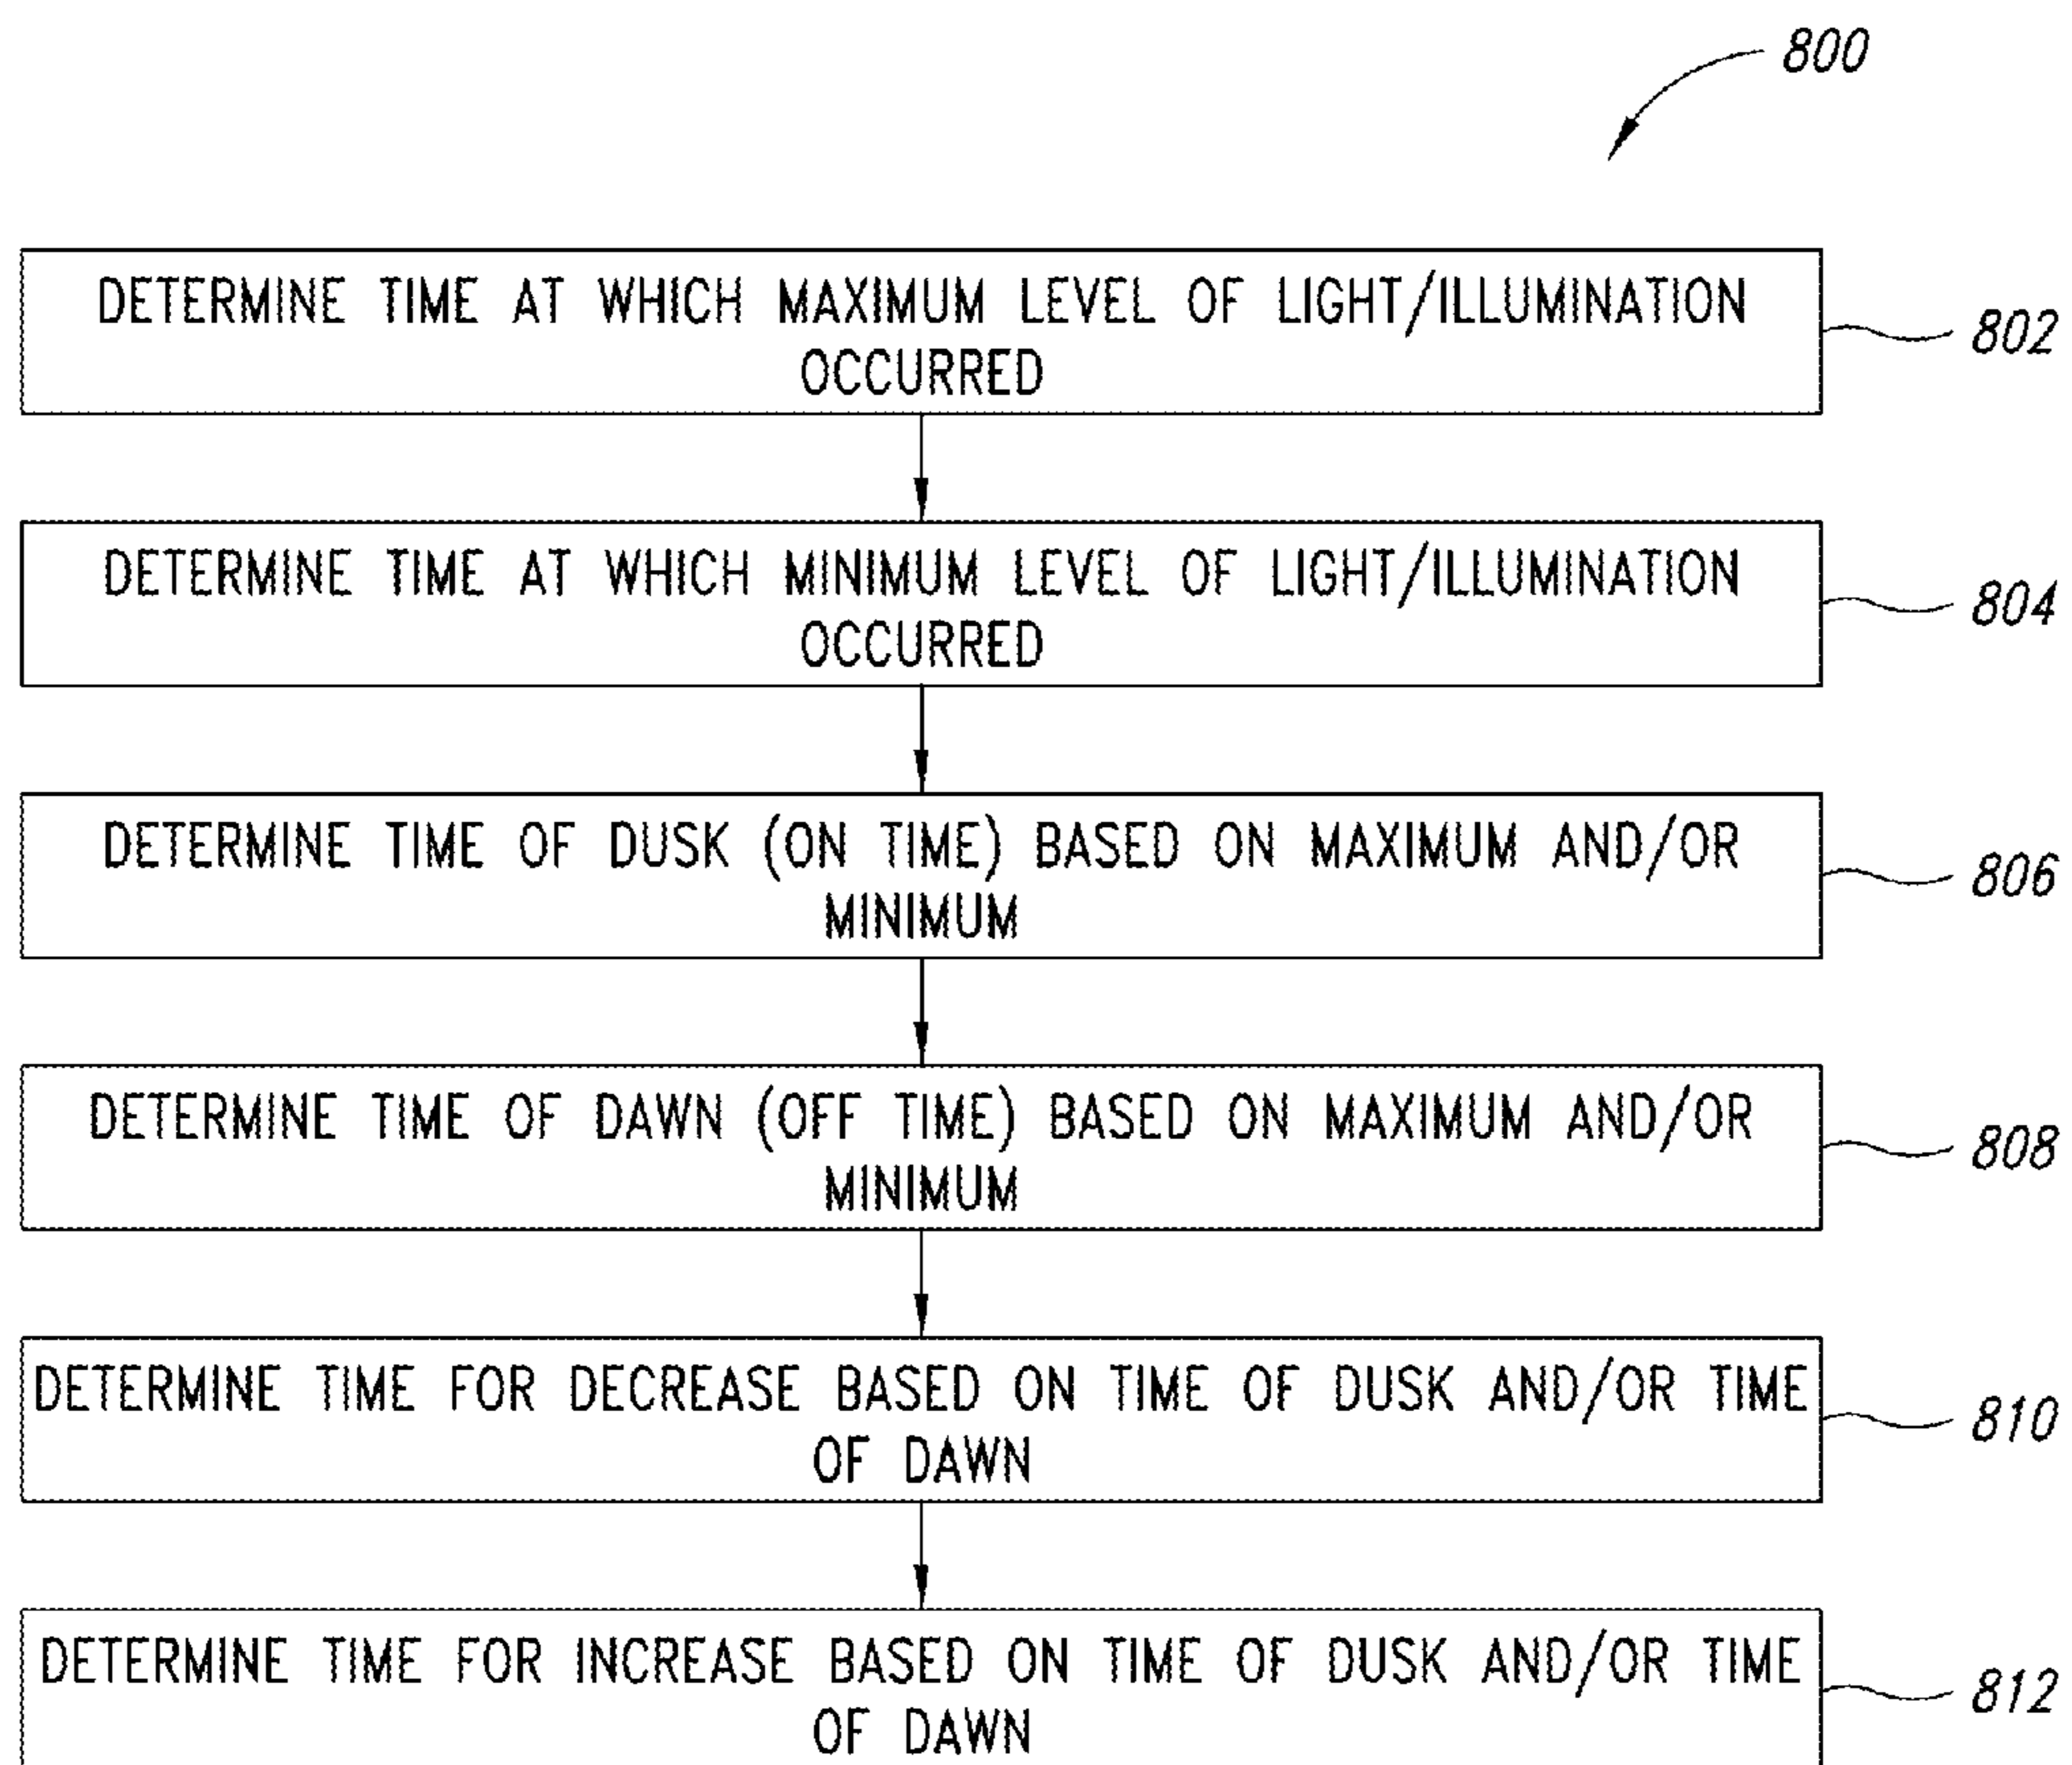 800
DETERMINE TIME AT WHICH MAXIMUM LEVEL OF LIGHT/ILLUMINATION
OCCURRED
802
DETERMINE TIME AT WHICH MINIMUM LEVEL OF LIGHT/ILLUMINATION
OCCURRED
804
DETERMINE TIME OF DUSK (ON TIME) BASED ON MAXIMUM AND/OR
MINIMUM
806
DETERMINE TIME OF DAWN (OFF TIME) BASED ON MAXIMUM AND/OR
MINIMUM
808
DETERMINE TIME FOR DECREASE BASED ON TIME OF DUSK AND/OR TIME
OF DAWN
810
DETERMINE TIME FOR INCREASE BASED ON TIME OF DUSK AND/OR TIME
OF DAWN
812